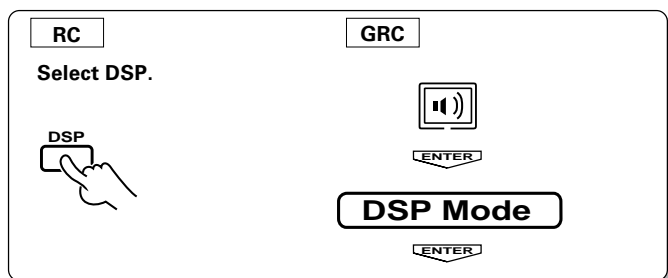 RC
Select DSP.
DSP
GRC
ENTER
DSP Mode
ENTER